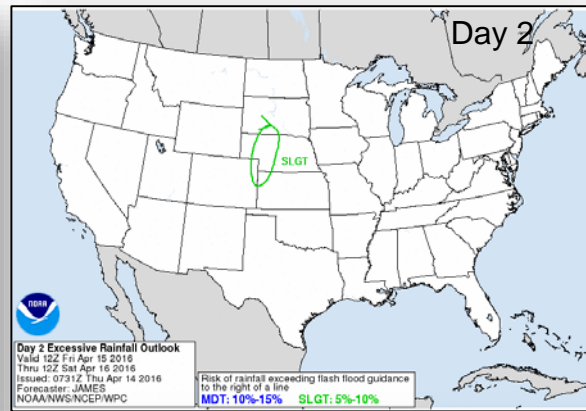 Day 2
SLGT
NOAA
Day 2 Excessive Rainfall Outlook
Valid 12Z Fri Apr 15 2016
Thru 12Z Sat Apr 16 2016
Issued: 0731Z Thu Apr 14 2016
Forecaster: JAMES
NOAA/NWS/NCEP/WPC
Risk of rainfall exceeding flash flood guidance
to the right of a line
MDT: 10%-15% SLGT: 5%-10%